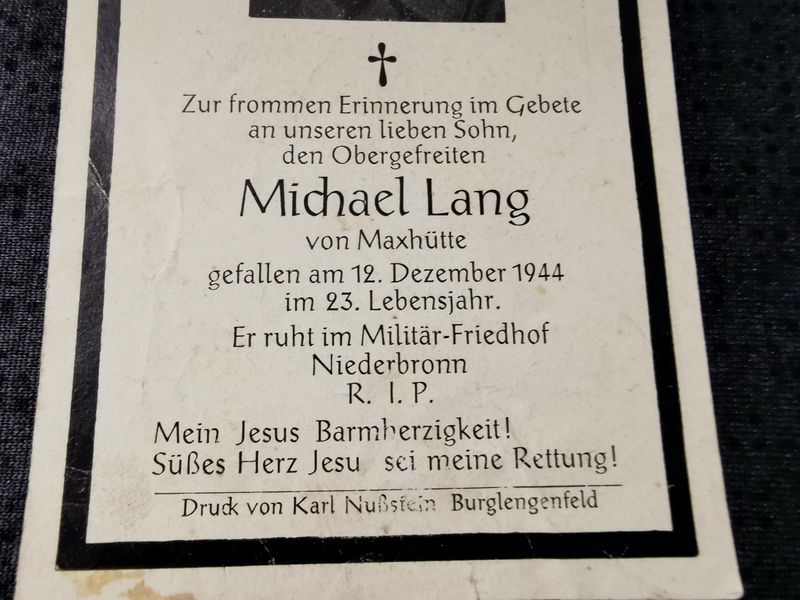 Zur frommen Erinnerung im Gebete
an unseren lieben Sohn,
den Obergefreiten
Michael Lang
von Maxhütte
gefallen am 12. Dezember 1944
im 23. Lebensjahr.
Er ruht im Militär-Friedhof
Niederbronn
R. I. P.
Mein Jesus Barmherzigkeit!
Süßes Herz Jesu sei meine Rettung!
Druck von Karl Nußstein Burglengenfeld